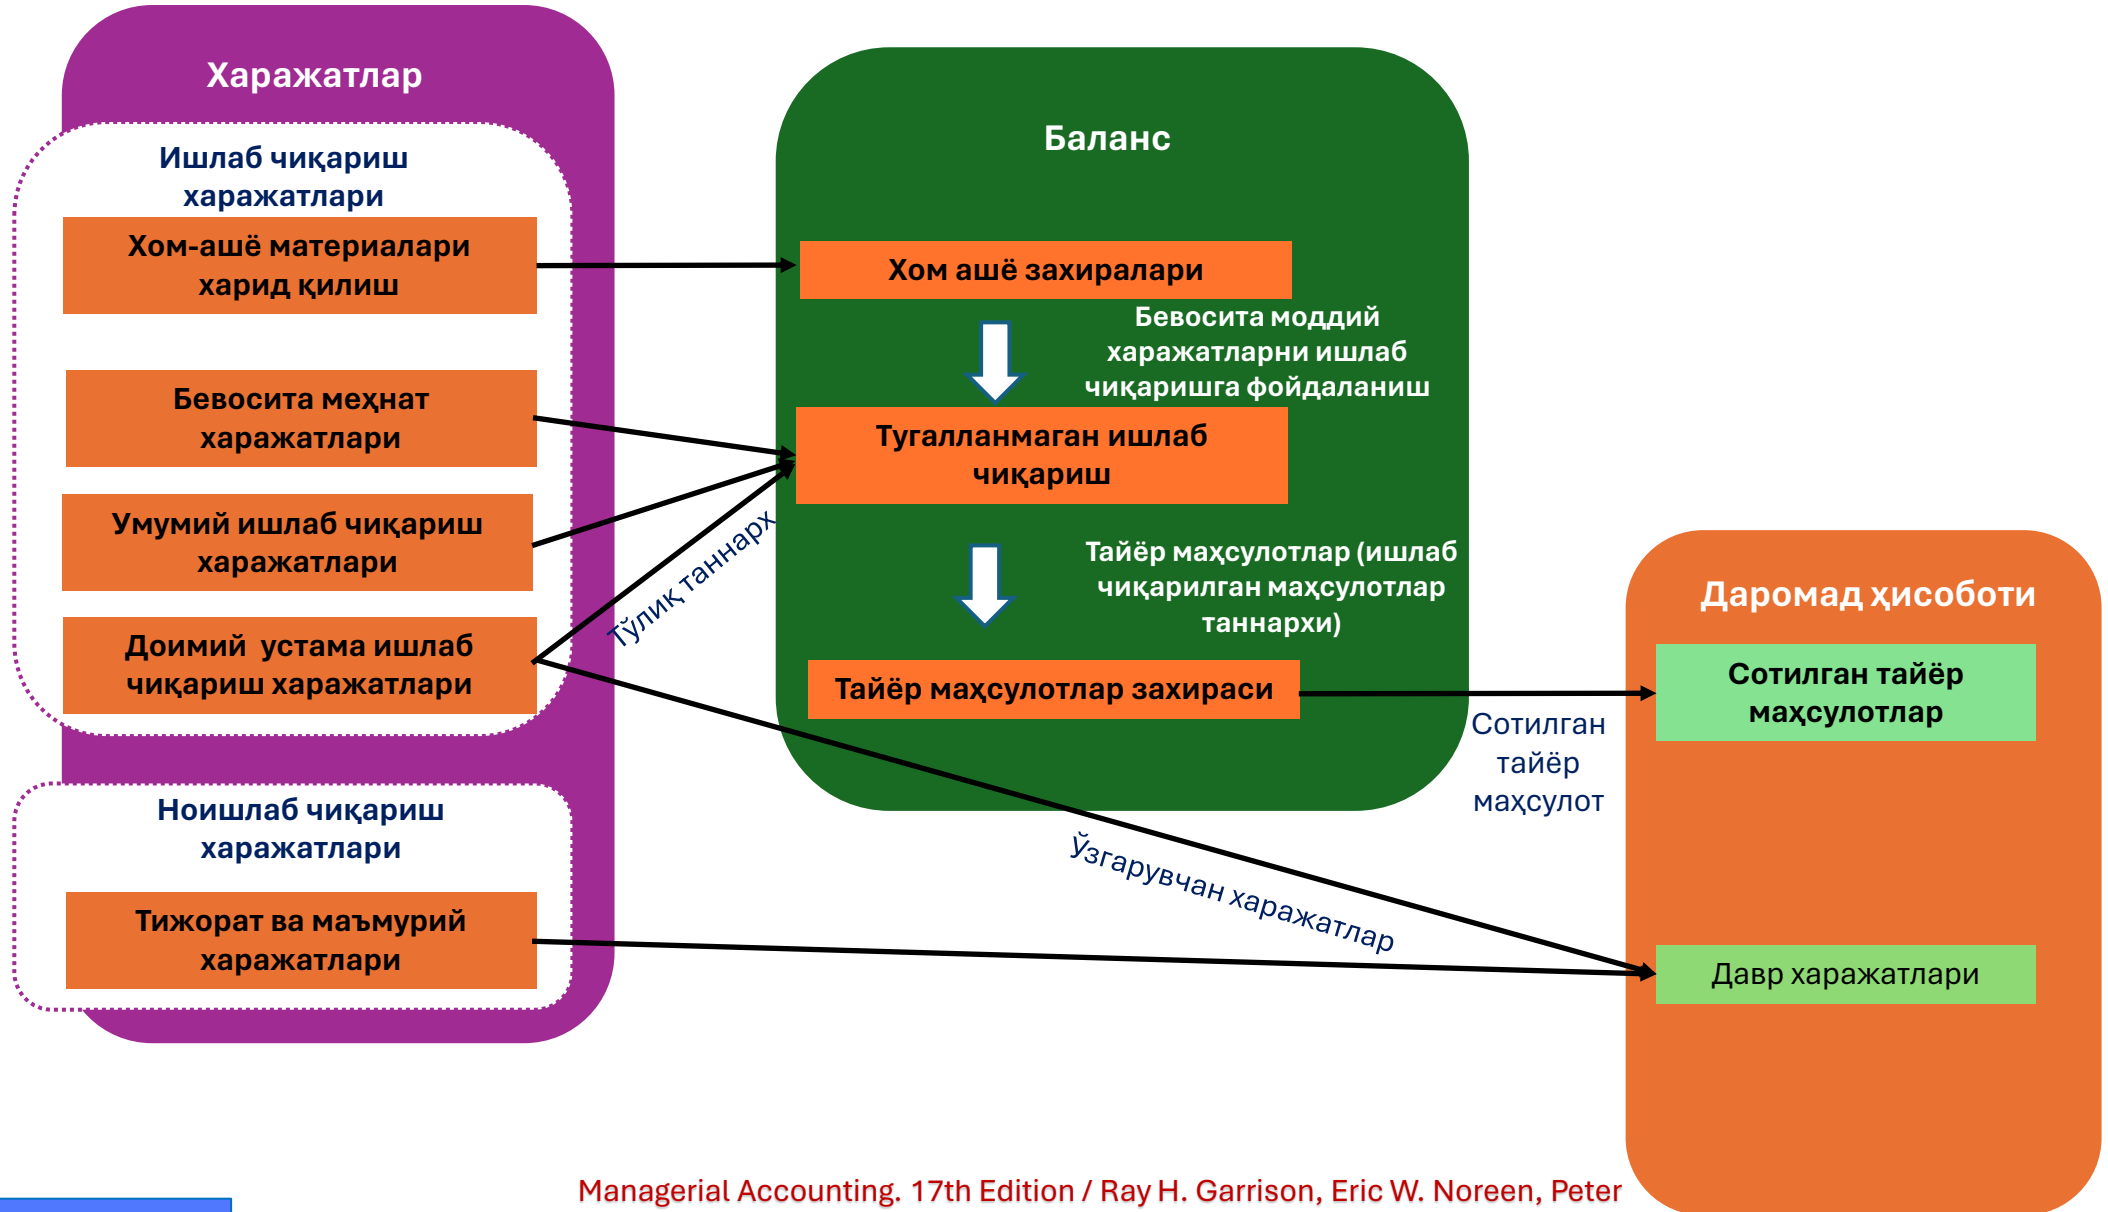 Харажатлар
Ишлаб чиқариш
харажатлари
Хом-ашё материалари
харид қилиш
Бевосита меҳнат
харажатлари
Умумий ишлаб чиқариш
харажатлари
Доимий устама ишлаб
чиқариш харажатлари
Ноишлаб чиқариш
харажатлари
Тижорат ва маъмурий
харажатлари
Тўлиқ таннарх
Баланс
Хом ашё захиралари
Бевосита моддий
харажатларни ишлаб
чиқаришга фойдаланиш
Тугалланмаган ишлаб
чиқариш
Тайёр маҳсулотлар (ишлаб
чиқарилган маҳсулотлар
таннархи)
Тайёр маҳсулотлар захираси
Сотилган
тайёр
маҳсулот
Ўзгарувчан харажатлар
Даромад ҳисоботи
Сотилган тайёр
маҳсулотлар
Давр харажатлари
Managerial Accounting. 17th Edition / Ray H. Garrison, Eric W. Noreen, Peter